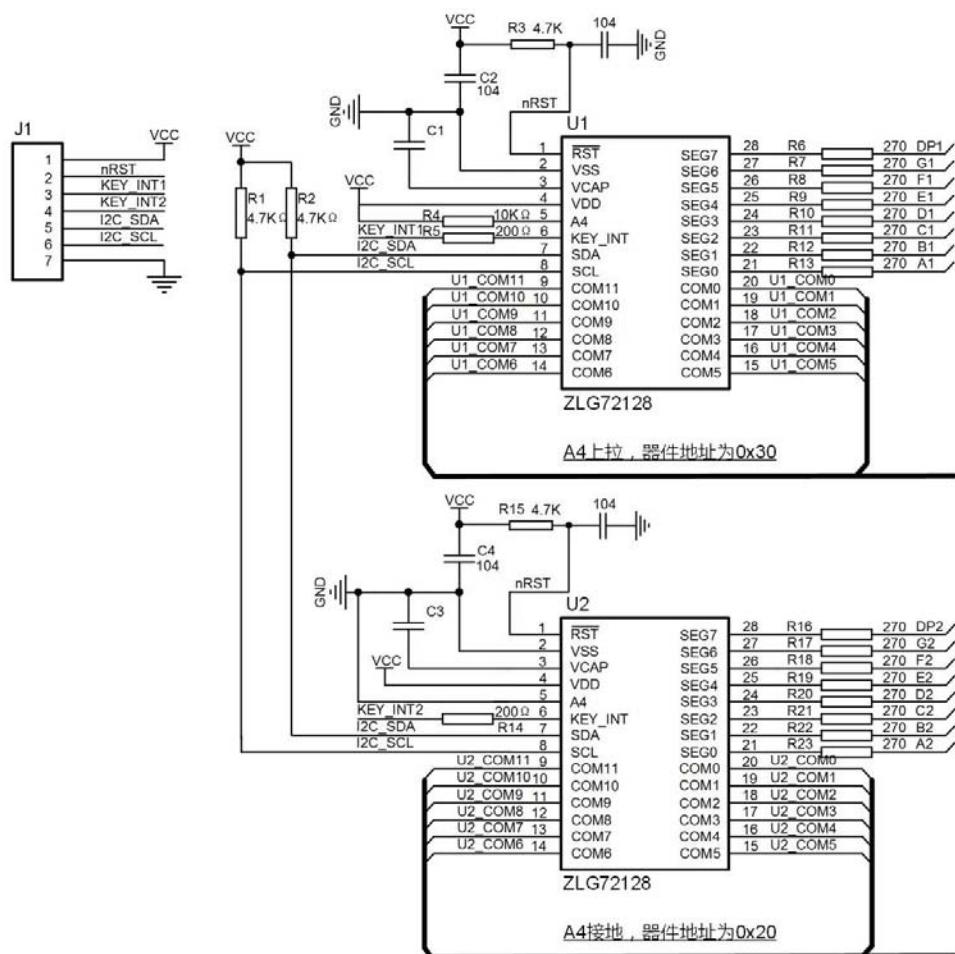 J1
VCC
1
2 nRST
3 KEY_INT1
4 KEY_INT2
5 I2C_SDA
6 I2C_SCL
7
VCC
R1
4.7KΩ
R2
4.7KΩ
VCC
R3 4.7K
104
GND
C2
104
GND
C1
nRST
VCC
R4 10KΩ
KEY_INT1 R5 200Ω
I2C_SDA
I2C_SCL
U1
1 RST SEG7 28 R6 270 DP1
2 VSS SEG6 27 R7 270 G1
3 VCAP SEG5 26 R8 270 F1
4 VDD SEG4 25 R9 270 E1
5 A4 SEG3 24 R10 270 D1
6 KEY_INT SEG2 23 R11 270 C1
7 SDA SEG1 22 R12 270 B1
8 SCL SEG0 21 R13 270 A1
U1_COM11 9 COM11 COM0 20 U1_COM0
U1_COM10 10 COM10 COM1 19 U1_COM1
U1_COM9 11 COM9 COM2 18 U1_COM2
U1_COM8 12 COM8 COM3 17 U1_COM3
U1_COM7 13 COM7 COM4 16 U1_COM4
U1_COM6 14 COM6 COM5 15 U1_COM5
ZLG72128
A4上拉，器件地址为0x30
VCC
R15 4.7K
104
C4
104
GND
C3
nRST
VCC
KEY_INT2 200Ω
I2C_SDA R14
I2C_SCL
U2
1 RST SEG7 28 R16 270 DP2
2 VSS SEG6 27 R17 270 G2
3 VCAP SEG5 26 R18 270 F2
4 VDD SEG4 25 R19 270 E2
5 A4 SEG3 24 R20 270 D2
6 KEY_INT SEG2 23 R21 270 C2
7 SDA SEG1 22 R22 270 B2
8 SCL SEG0 21 R23 270 A2
U2_COM11 9 COM11 COM0 20 U2_COM0
U2_COM10 10 COM10 COM1 19 U2_COM1
U2_COM9 11 COM9 COM2 18 U2_COM2
U2_COM8 12 COM8 COM3 17 U2_COM3
U2_COM7 13 COM7 COM4 16 U2_COM4
U2_COM6 14 COM6 COM5 15 U2_COM5
ZLG72128
A4接地，器件地址为0x20